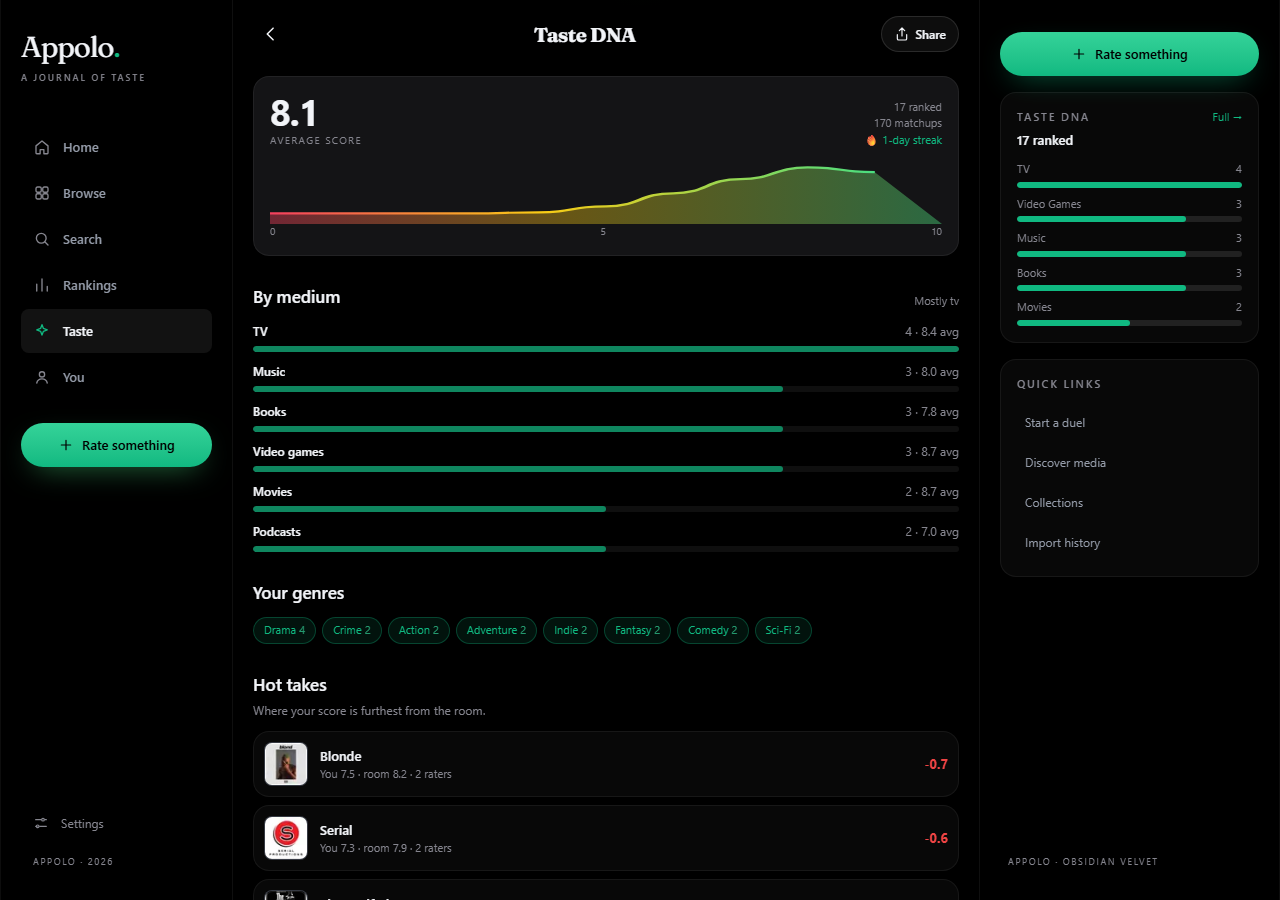 Appolo.
A JOURNAL OF TASTE
Home
Browse
Search
Rankings
Taste
You
Rate something
Settings
APPOLO · 2026
Taste DNA
Share
8.1
AVERAGE SCORE
17 ranked
170 matchups
1-day streak
0 5 10
By medium
Mostly tv
TV 4 · 8.4 avg
Music 3 · 8.0 avg
Books 3 · 7.8 avg
Video games 3 · 8.7 avg
Movies 2 · 8.7 avg
Podcasts 2 · 7.0 avg
Your genres
Drama 4 Crime 2 Action 2 Adventure 2 Indie 2 Fantasy 2 Comedy 2 Sci-Fi 2
Hot takes
Where your score is furthest from the room.
blond
Blonde
You 7.5 · room 8.2 · 2 raters
-0.7
S
SERIAL
PRODUCTIONS
Serial
You 7.3 · room 7.9 · 2 raters
-0.6
Rate something
TASTE DNA
Full →
17 ranked
TV 4
Video Games 3
Music 3
Books 3
Movies 2
QUICK LINKS
Start a duel
Discover media
Collections
Import history
APPOLO · OBSIDIAN VELVET